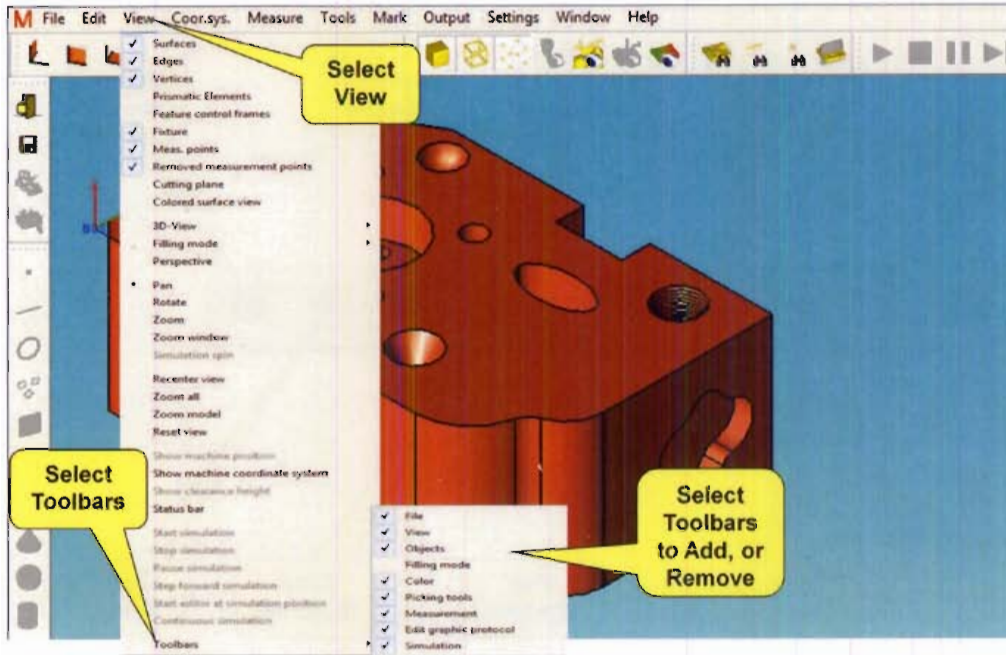 M File Edit View Coor.sys. Measure Tools Mark Output Settings Window Help
Select
View
Surfaces
Edges
Vertices
Prismatic Elements
Feature control frames
Fixture
Meas. points
Removed measurement points
Cutting plane
Colored surface view
3D-View
Filling mode
Perspective
Pan
Rotate
Zoom
Zoom window
Simulation spin
Recenter view
Zoom all
Zoom model
Reset view
Show machine position
Show machine coordinate system
Show clearance height
Status bar
Start simulation
Stop simulation
Pause simulation
Step forward simulation
Start editor at simulation position
Continuous simulation
Toolbars
Select
Toolbars
File
View
Objects
Filling mode
Color
Picking tools
Measurement
Edit graphic protocol
Simulation
Select
Toolbars
to Add, or
Remove